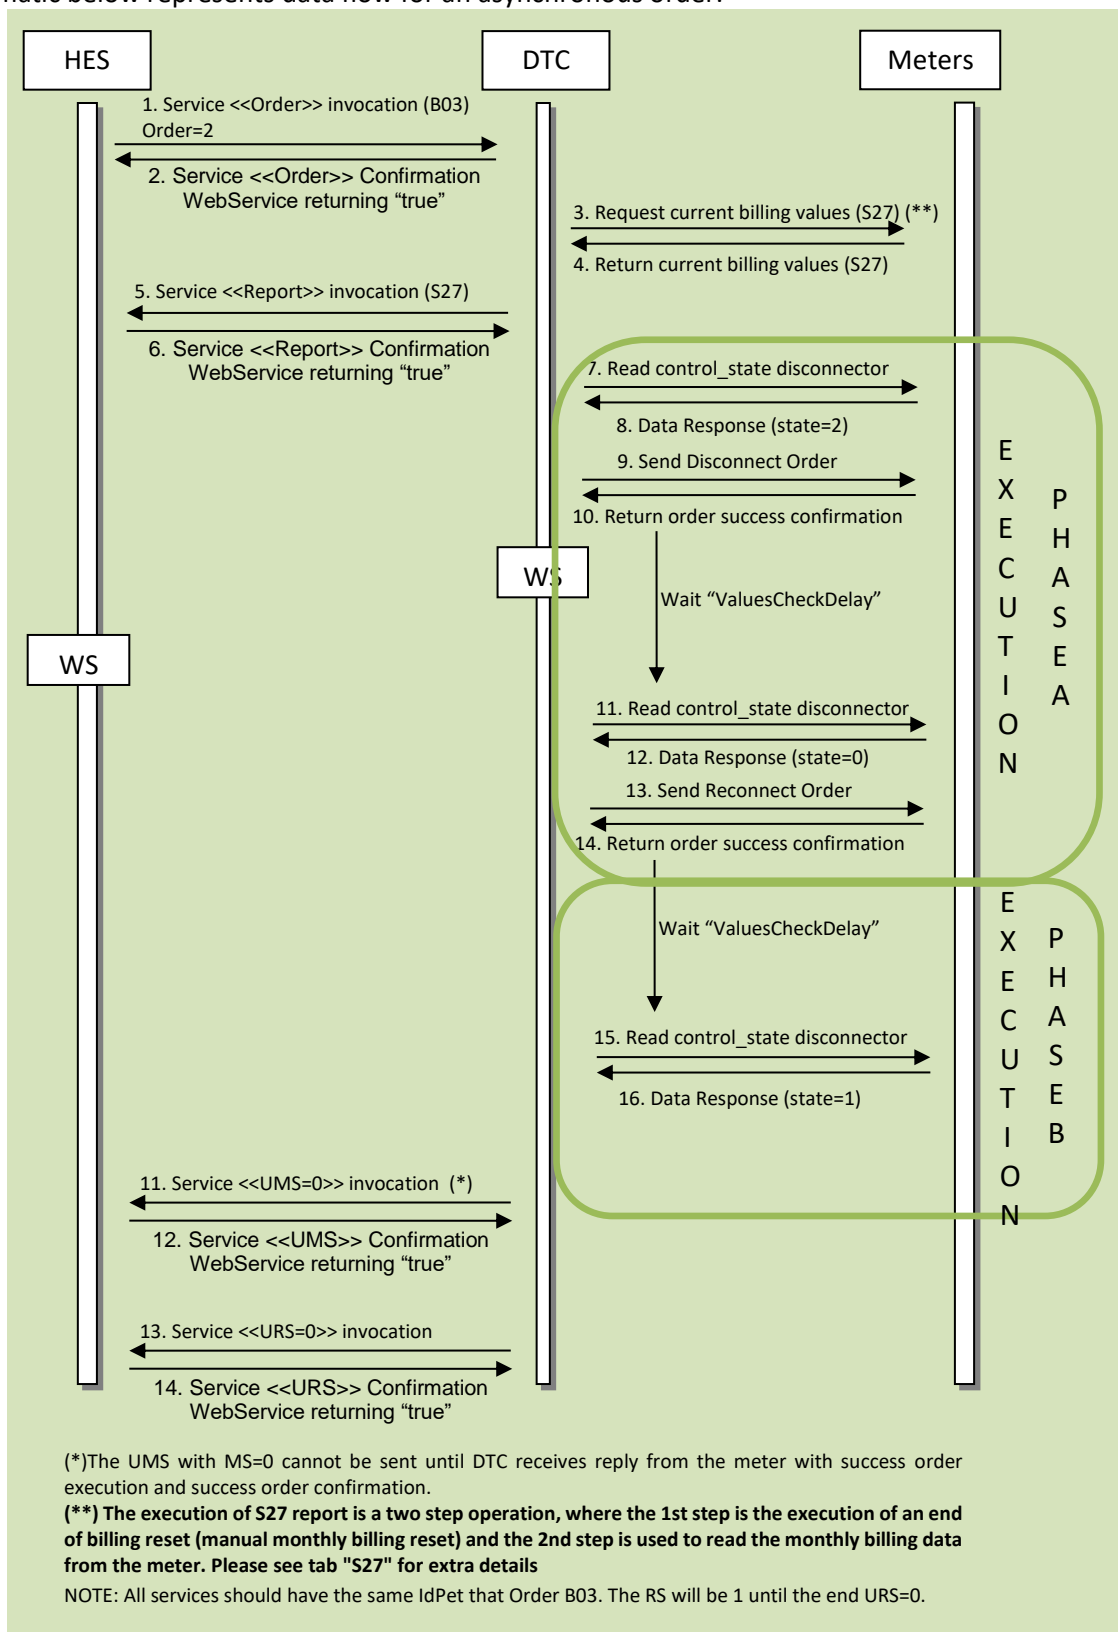 matic below represents data flow for an asynchronous order.
HES
DTC
Meters
1. Service <<Order>> invocation (B03)
Order=2
2. Service <<Order>> Confirmation
WebService returning “true”
3. Request current billing values (S27) (**)
4. Return current billing values (S27)
5. Service <<Report>> invocation (S27)
6. Service <<Report>> Confirmation
WebService returning “true”
7. Read control_state disconnector
8. Data Response (state=2)
9. Send Disconnect Order
10. Return order success confirmation
WS
Wait “ValuesCheckDelay”
WS
11. Read control_state disconnector
12. Data Response (state=0)
13. Send Reconnect Order
14. Return order success confirmation
EXECUTION
PHASE A
Wait “ValuesCheckDelay”
15. Read control_state disconnector
16. Data Response (state=1)
EXECUTION
PHASE B
11. Service <<UMS=0>> invocation (*)
12. Service <<UMS>> Confirmation
WebService returning “true”
13. Service <<URS=0>> invocation
14. Service <<URS>> Confirmation
WebService returning “true”
(*)The UMS with MS=0 cannot be sent until DTC receives reply from the meter with success order
execution and success order confirmation.
(**) The execution of S27 report is a two step operation, where the 1st step is the execution of an end
of billing reset (manual monthly billing reset) and the 2nd step is used to read the monthly billing data
from the meter. Please see tab "S27" for extra details
NOTE: All services should have the same IdPet that Order B03. The RS will be 1 until the end URS=0.